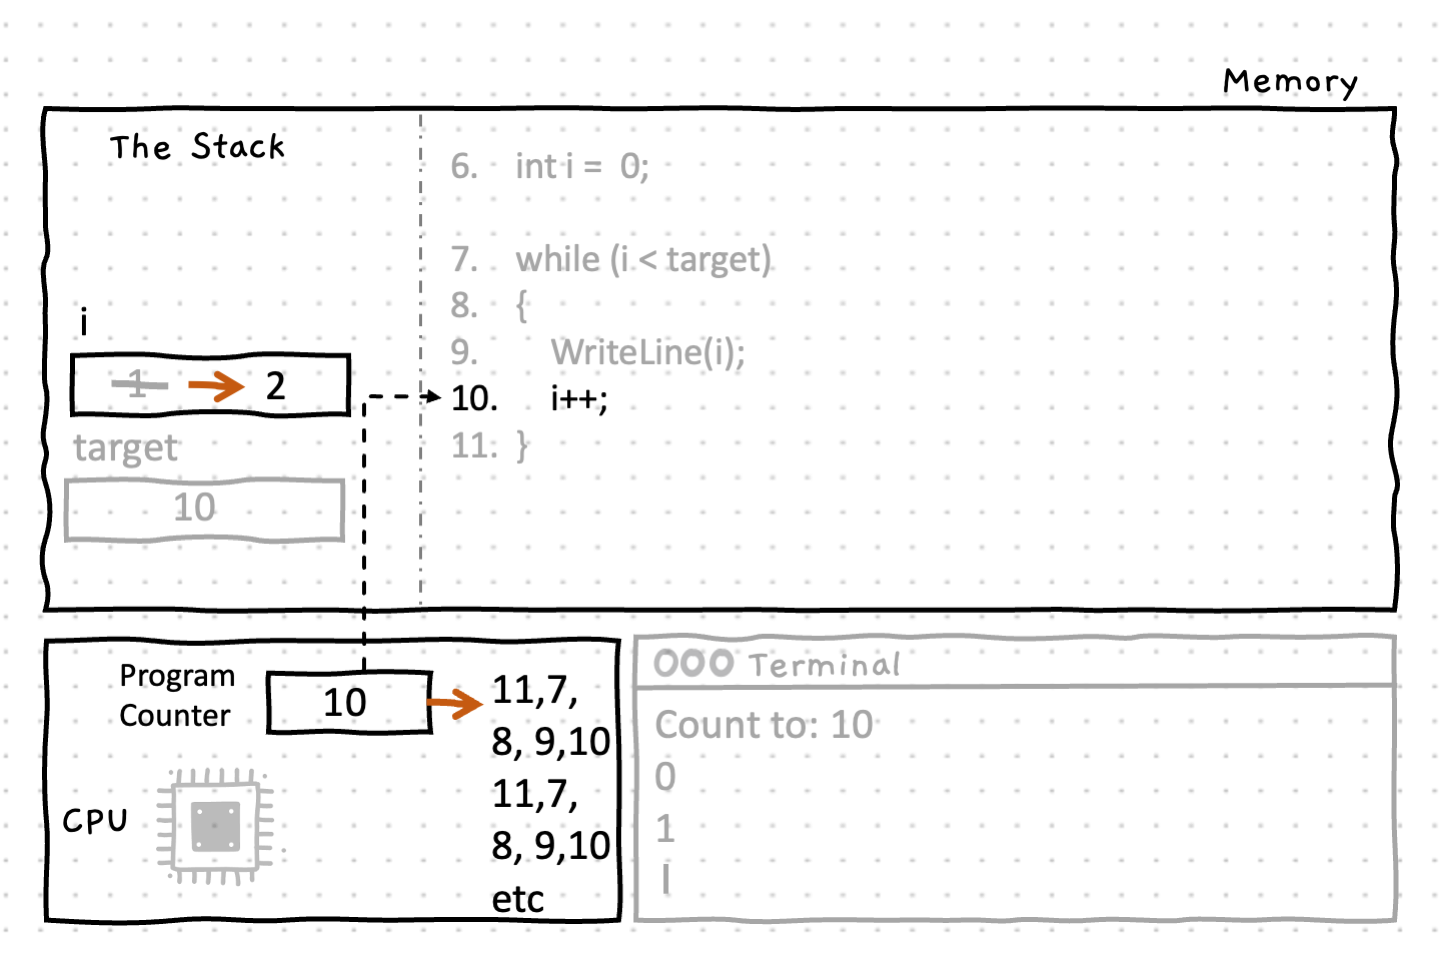 Memory
The Stack
6. int i = 0;
7. while (i < target)
8. {
9. WriteLine(i);
10. i++;
11. }
i
1 2
target
10
Program
Counter
10
11,7,
8, 9,10
11,7,
8, 9,10
etc
CPU
Terminal
Count to: 10
0
1